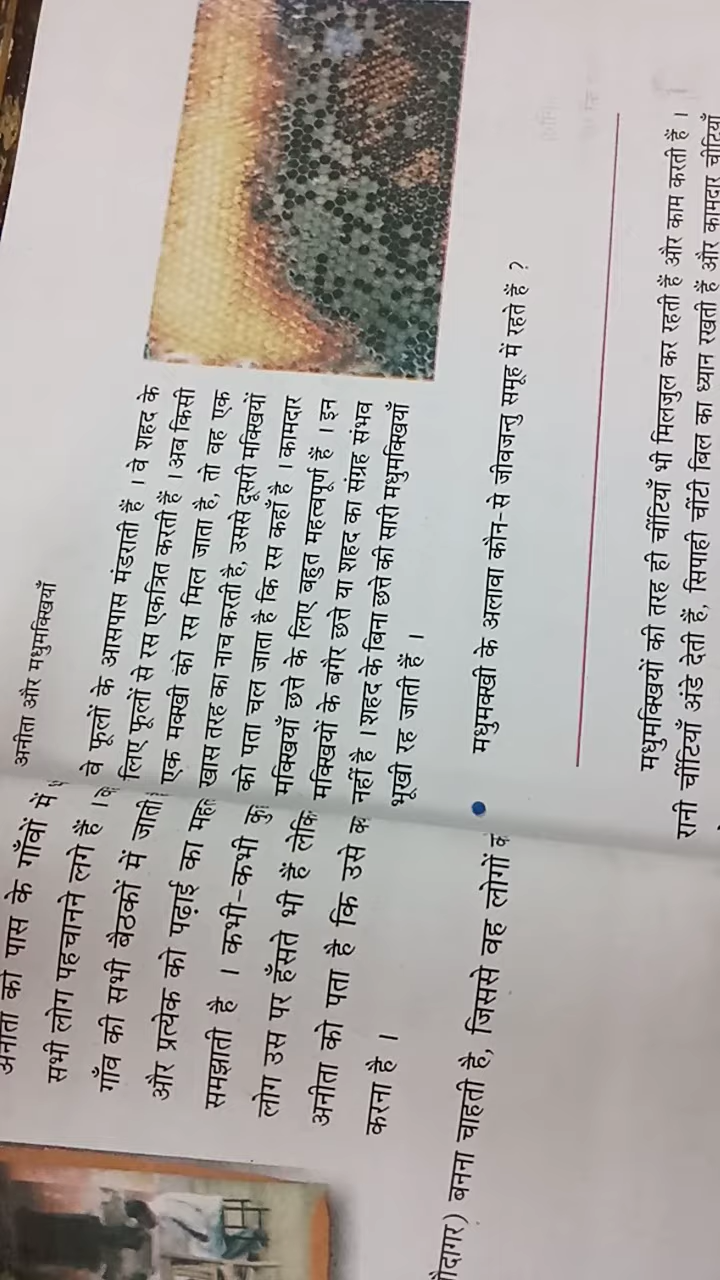 अनीता को पास के गाँवों में
सभी लोग पहचानने लगे हैं ।
गाँव की सभी बैठकों में जाती
और प्रत्येक को पढ़ाई का
समझाती है । कभी-कभी
लोग उस पर हँसते भी हैं
अनीता को पता है कि उसे
करना है ।
बनना चाहती है, जिससे वह लोगों
अनीता और मधुमक्खियाँ
वे फूलों के आसपास मंडराती हैं । वे शहद के
लिए फूलों से रस एकत्रित करती हैं । अब किसी
एक मक्खी को रस मिल जाता है, तो वह एक
खास तरह का नाच करती है, उससे दूसरी मक्खियों
को पता चल जाता है कि रस कहाँ है । कामदार
मक्खियाँ छत्ते के लिए बहुत महत्वपूर्ण हैं । इन
मक्खियों के बगैर छत्ते या शहद का संग्रह संभव
नहीं है । शहद के बिना छत्ते की सारी मधुमक्खियाँ
भूखी रह जाती हैं ।
● मधुमक्खी के अलावा कौन-से जीवजन्तु समूह में रहते हैं ?
मधुमक्खियों की तरह ही चींटियाँ भी मिलजुल कर रहती हैं और काम करती हैं ।
रानी चींटियाँ अंडे देती हैं, सिपाही चींटी बिल का ध्यान रखती हैं और कामदार चींटियाँ